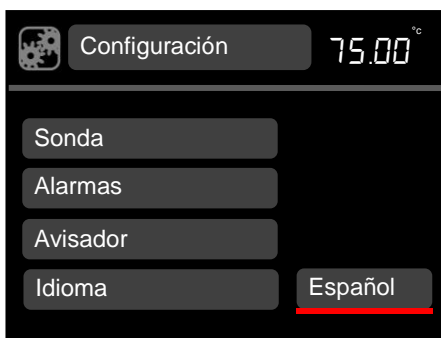 Configuración 75.00 °c
Sonda
Alarmas
Avisador
Idioma Español